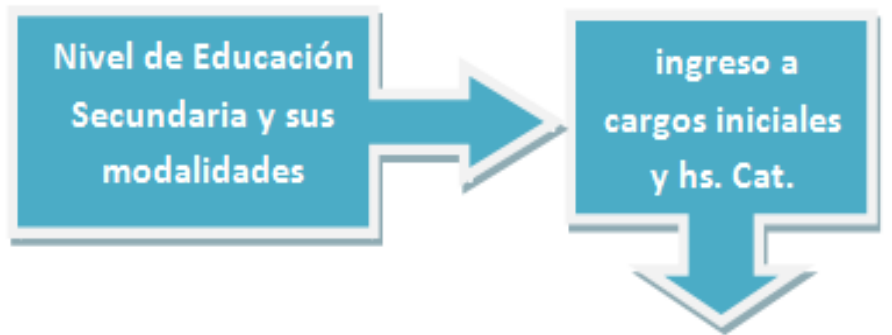 Nivel de Educación
Secundaria y sus
modalidades
ingreso a
cargos iniciales
y hs. Cat.